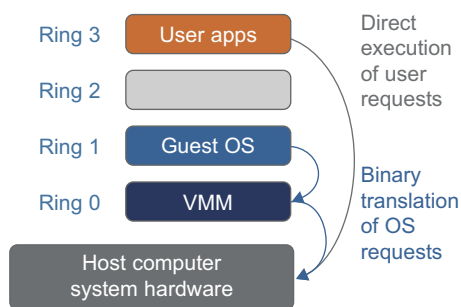 Ring 3
User apps
Direct
execution
of user
requests
Ring 2
Ring 1
Guest OS
Ring 0
VMM
Binary
translation
of OS
requests
Host computer
system hardware